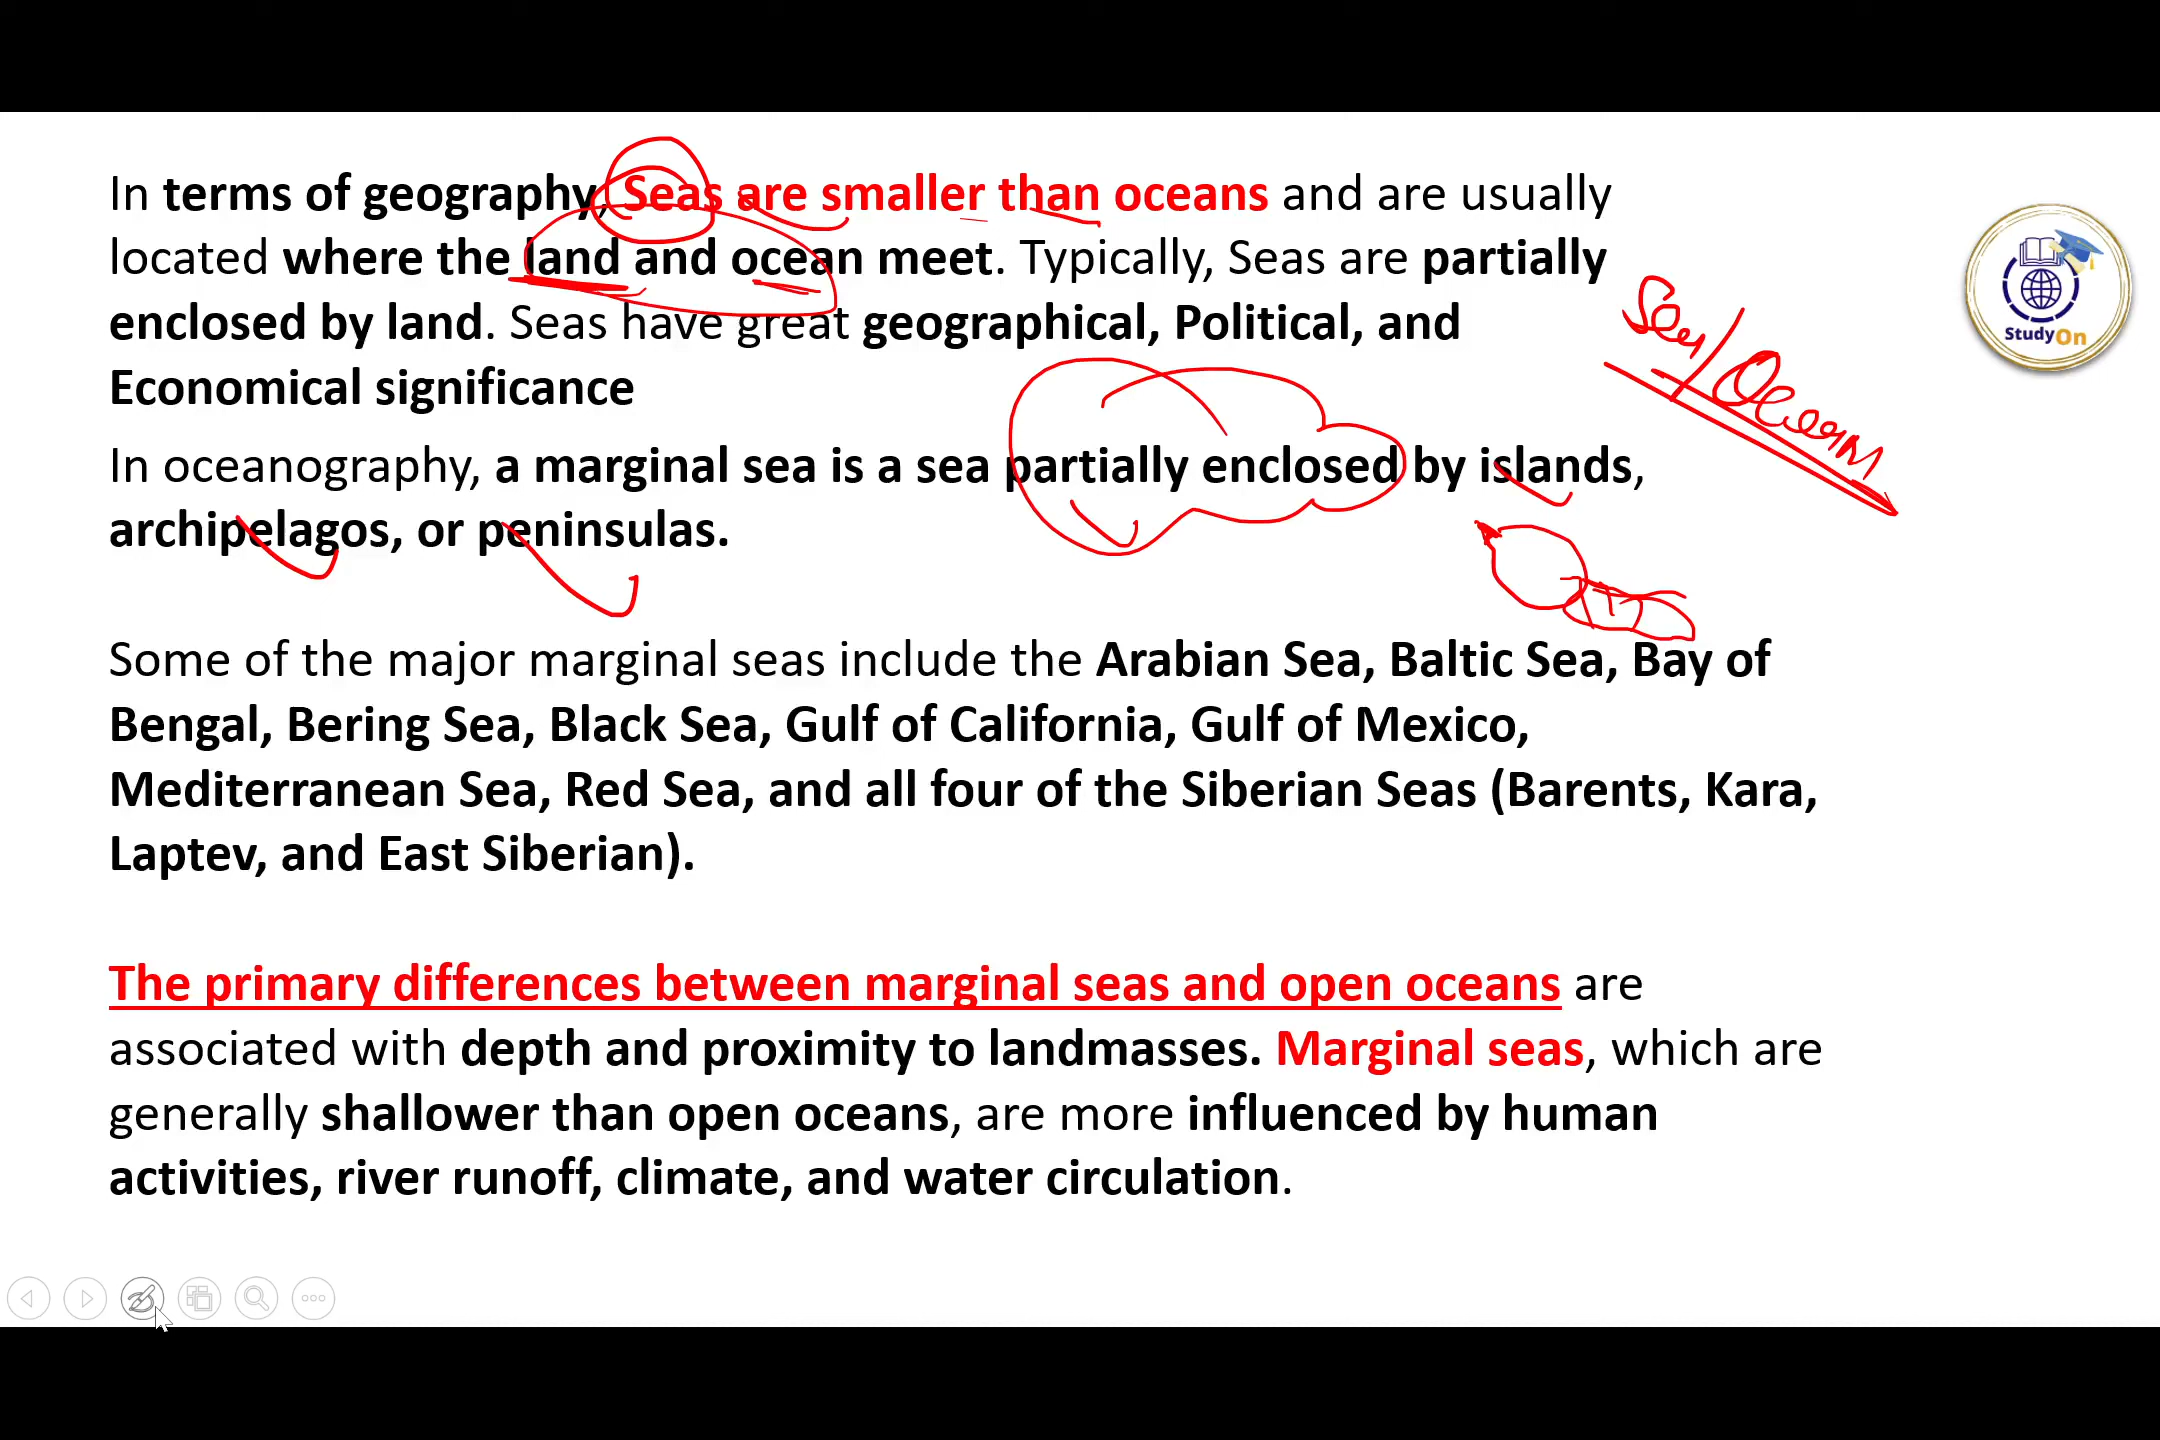 In terms of geography, Seas are smaller than oceans and are usually
located where the land and ocean meet. Typically, Seas are partially
enclosed by land. Seas have great geographical, Political, and
Economical significance
Sea/Ocean
StudyOn
In oceanography, a marginal sea is a sea partially enclosed by islands,
archipelagos, or peninsulas.
Some of the major marginal seas include the Arabian Sea, Baltic Sea, Bay of
Bengal, Bering Sea, Black Sea, Gulf of California, Gulf of Mexico,
Mediterranean Sea, Red Sea, and all four of the Siberian Seas (Barents, Kara,
Laptev, and East Siberian).
The primary differences between marginal seas and open oceans are
associated with depth and proximity to landmasses. Marginal seas, which are
generally shallower than open oceans, are more influenced by human
activities, river runoff, climate, and water circulation.